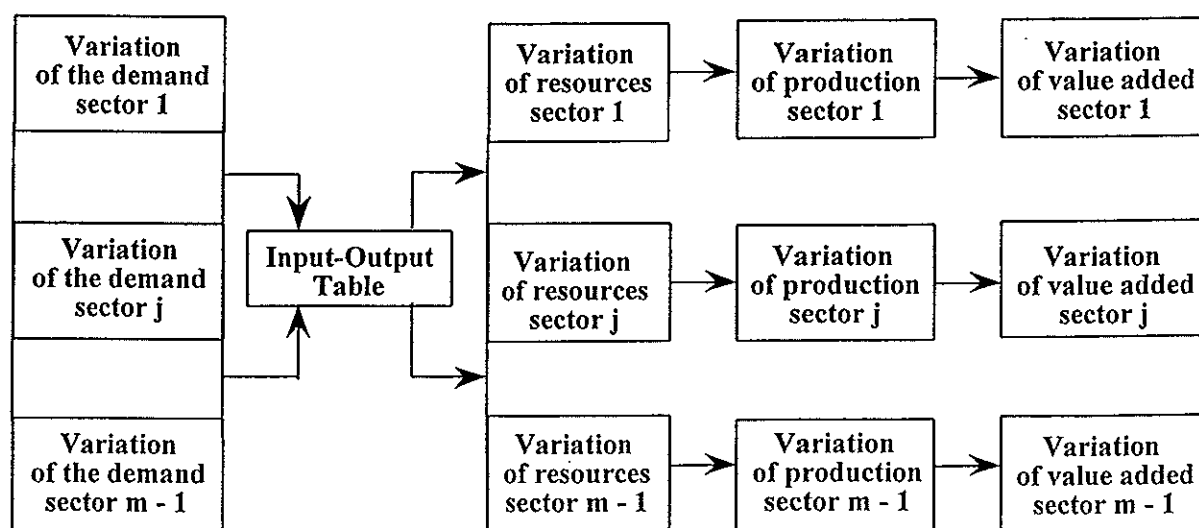 Variation
of the demand
sector 1
Variation
of resources
sector 1
Variation
of production
sector 1
Variation
of value added
sector 1
Variation
of the demand
sector j
Input-Output
Table
Variation
of resources
sector j
Variation
of production
sector j
Variation
of value added
sector j
Variation
of the demand
sector m - 1
Variation
of resources
sector m - 1
Variation
of production
sector m - 1
Variation
of value added
sector m - 1